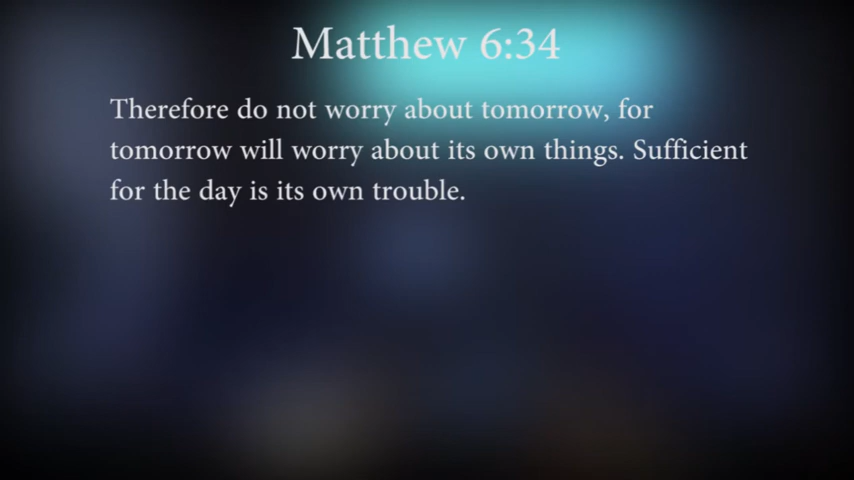 Matthew 6:34
Therefore do not worry about tomorrow, for
tomorrow will worry about its own things. Sufficient
for the day is its own trouble.